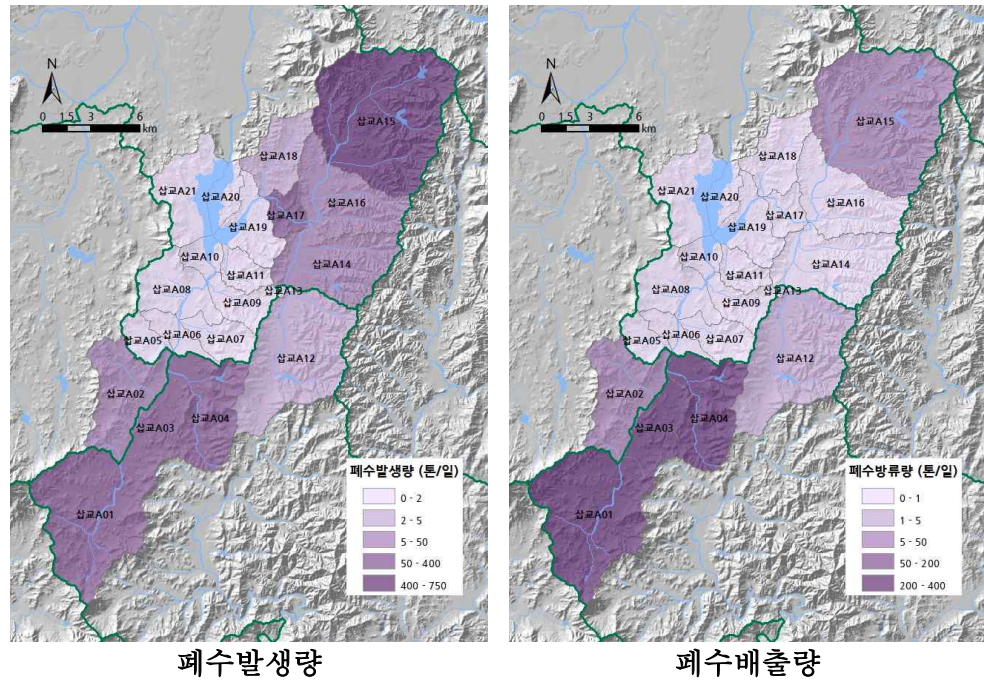 N
0 1.5 3 6
km
삽교A15
삽교A18
삽교A21
삽교A20
삽교A16
삽교A17
삽교A19
삽교A10
삽교A11
삽교A14
삽교A08
삽교A13
삽교A09
삽교A05
삽교A06
삽교A07
삽교A12
삽교A02
삽교A03
삽교A04
삽교A01
폐수발생량 (톤/일)
0 - 2
2 - 5
5 - 50
50 - 400
400 - 750
폐수발생량
N
0 1.5 3 6
km
삽교A15
삽교A18
삽교A21
삽교A20
삽교A16
삽교A17
삽교A19
삽교A10
삽교A11
삽교A14
삽교A08
삽교A13
삽교A09
삽교A05
삽교A06
삽교A07
삽교A12
삽교A02
삽교A03
삽교A04
삽교A01
폐수방류량 (톤/일)
0 - 1
1 - 5
5 - 50
50 - 200
200 - 400
폐수배출량